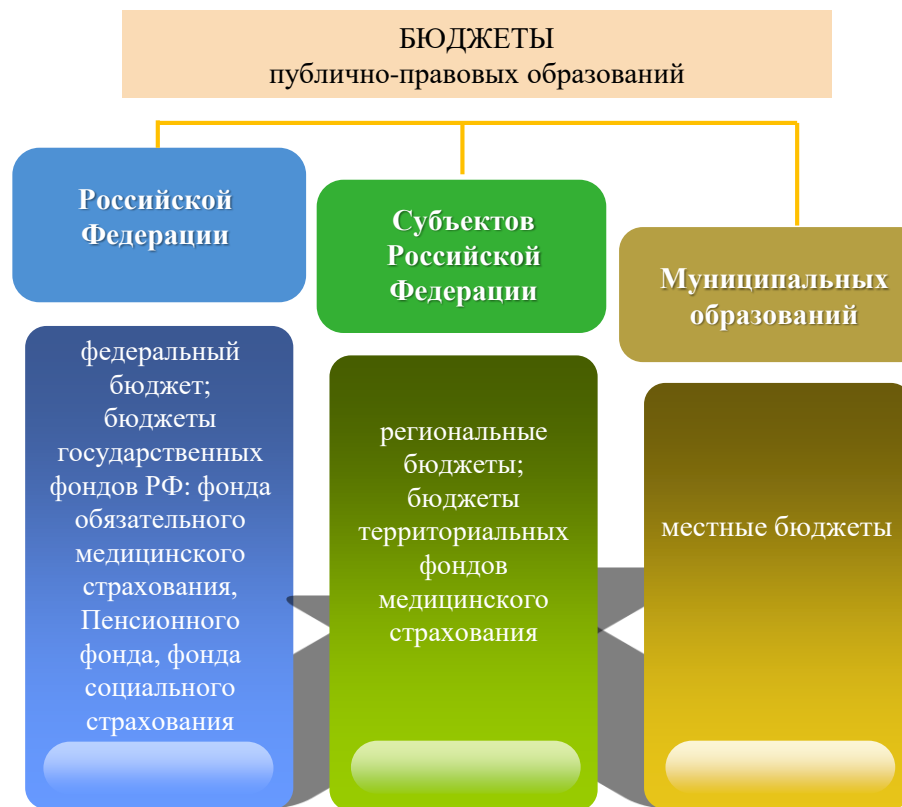 БЮДЖЕТЫ
публично-правовых образований
Российской
Федерации
Субъектов
Российской
Федерации
Муниципальных
образований
федеральный
бюджет;
бюджеты
государственных
фондов РФ: фонда
обязательного
медицинского
страхования,
Пенсионного
фонда, фонда
социального
страхования
региональные
бюджеты;
бюджеты
территориальных
фондов
медицинского
страхования
местные бюджеты